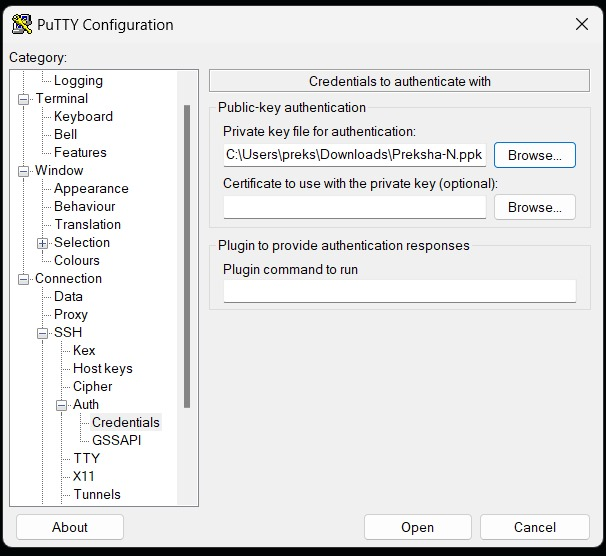 PuTTY Configuration
Category:
Logging
Terminal
Keyboard
Bell
Features
Window
Appearance
Behaviour
Translation
Selection
Colours
Connection
Data
Proxy
SSH
Kex
Host keys
Cipher
Auth
Credentials
GSSAPI
TTY
X11
Tunnels
Credentials to authenticate with
Public-key authentication
Private key file for authentication:
C:\Users\preks\Downloads\Preksha-N.ppk Browse...
Certificate to use with the private key (optional):
Browse...
Plugin to provide authentication responses
Plugin command to run
About Open Cancel